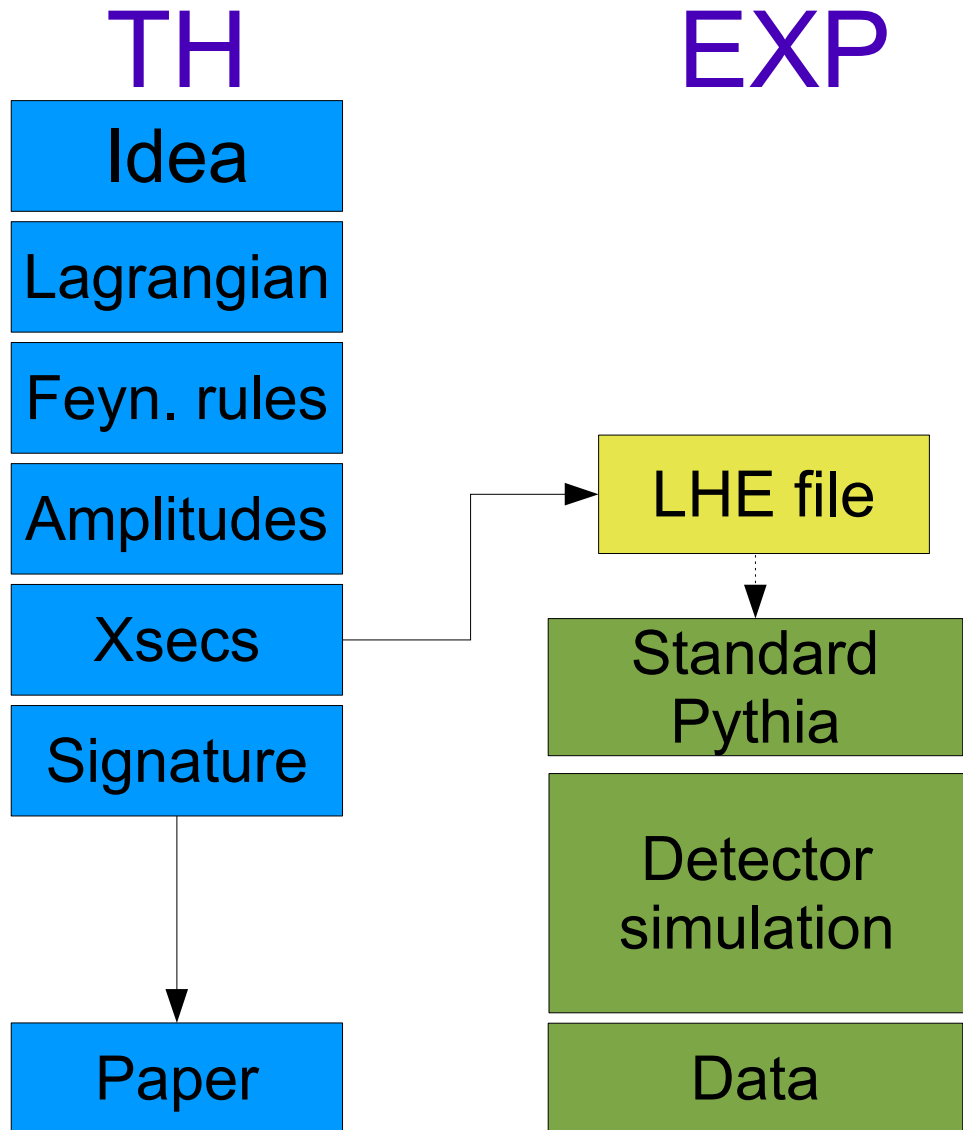 TH
EXP
Idea
Lagrangian
Feyn. rules
Amplitudes
Xsecs
Signature
Paper
LHE file
Standard
Pythia
Detector
simulation
Data